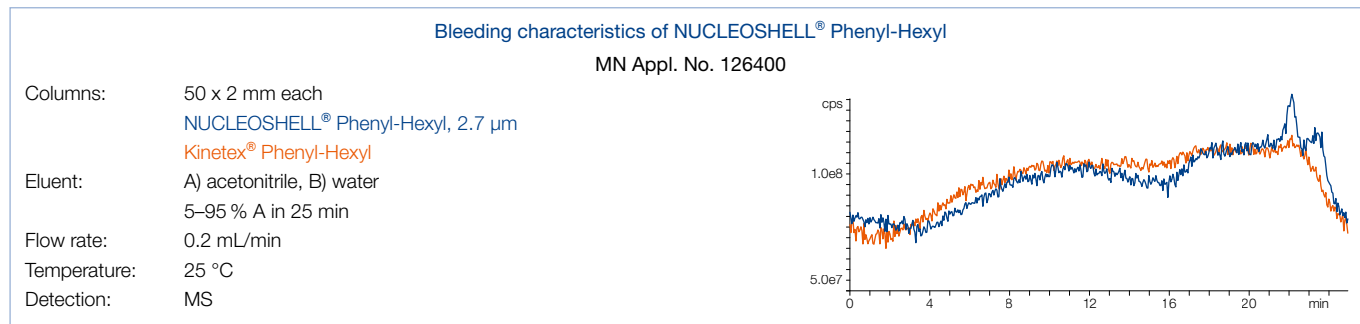 Bleeding characteristics of NUCLEOSHELL® Phenyl-Hexyl
MN Appl. No. 126400
Columns: 50 x 2 mm each
NUCLEOSHELL® Phenyl-Hexyl, 2.7 µm
Kinetex® Phenyl-Hexyl
Eluent: A) acetonitrile, B) water
5–95 % A in 25 min
Flow rate: 0.2 mL/min
Temperature: 25 °C
Detection: MS
cps
1.0e8
5.0e7
0 4 8 12 16 20 min